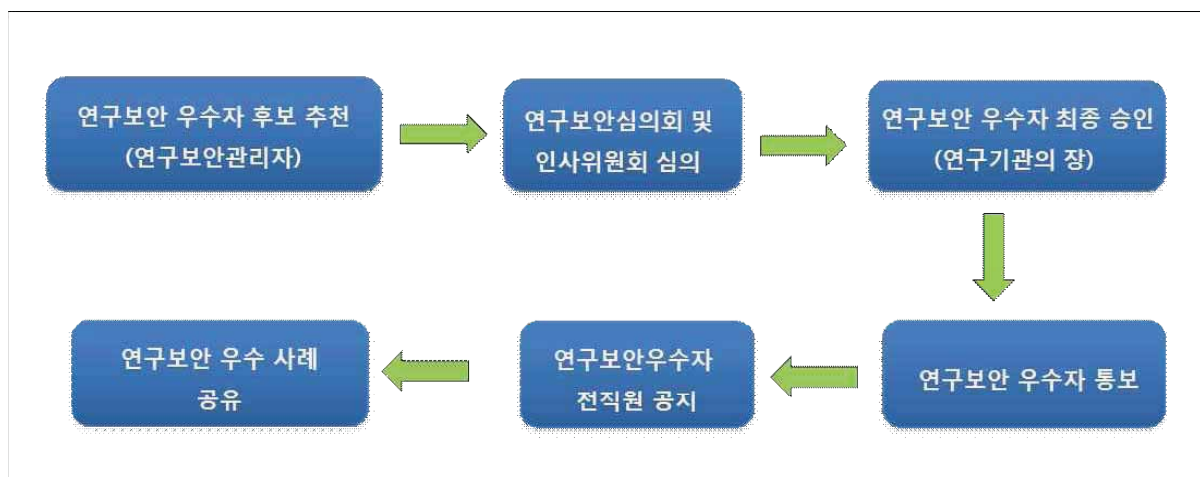 연구보안 우수자 후보 추천
(연구보안관리자)
연구보안심의회 및
인사위원회 심의
연구보안 우수자 최종 승인
(연구기관의 장)
연구보안 우수자 통보
연구보안우수자
전직원 공지
연구보안 우수 사례
공유